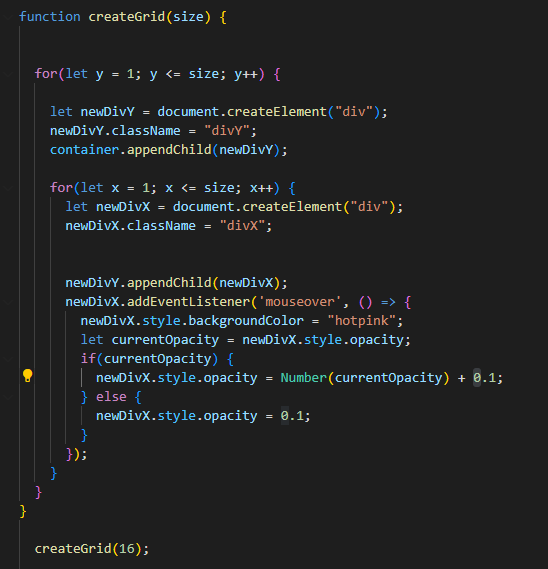 function createGrid(size) {
for(let y = 1; y <= size; y++) {
let newDivY = document.createElement("div");
newDivY.className = "divY";
container.appendChild(newDivY);
for(let x = 1; x <= size; x++) {
let newDivX = document.createElement("div");
newDivX.className = "divX";
newDivY.appendChild(newDivX);
newDivX.addEventListener('mouseover', () => {
newDivX.style.backgroundColor = "hotpink";
let currentOpacity = newDivX.style.opacity;
if(currentOpacity) {
newDivX.style.opacity = Number(currentOpacity) + 0.1;
} else {
newDivX.style.opacity = 0.1;
}
});
}
}
}
createGrid(16);